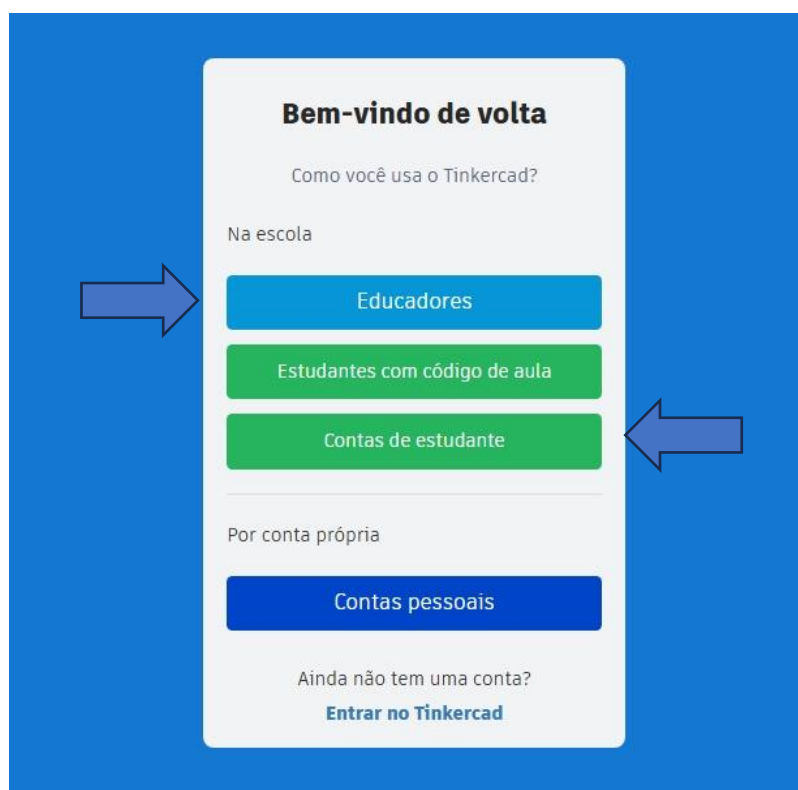 Bem-vindo de volta
Como você usa o Tinkercad?
Na escola
Educadores
Estudantes com código de aula
Contas de estudante
Por conta própria
Contas pessoais
Ainda não tem uma conta?
Entrar no Tinkercad